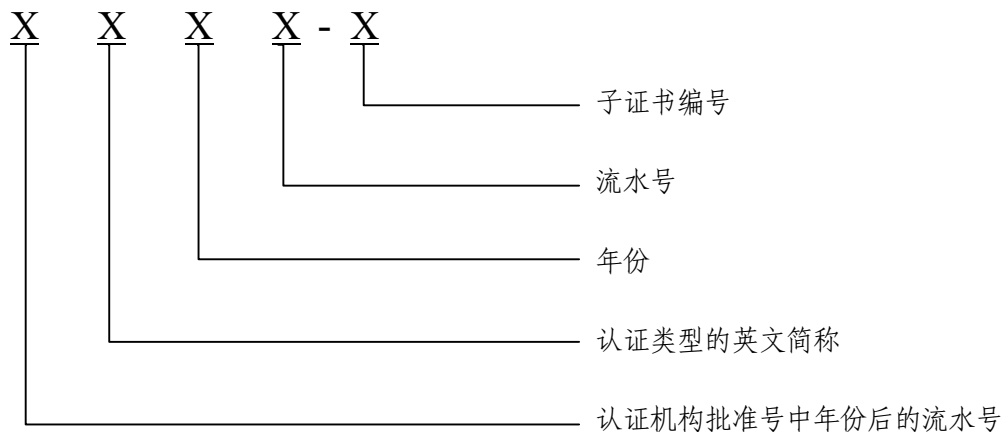 X X X X - X
子证书编号
流水号
年份
认证类型的英文简称
认证机构批准号中年份后的流水号